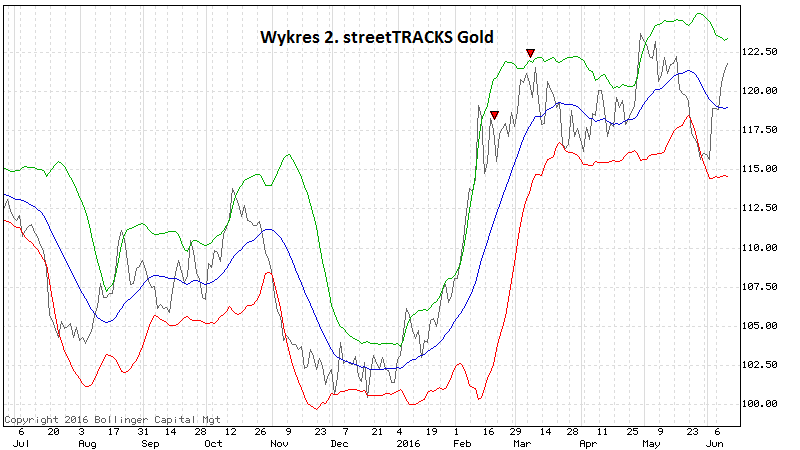 Wykres 2. streetTRACKS Gold
122.50
120.00
117.50
115.00
112.50
110.00
107.50
105.00
102.50
100.00
Copyright 2016 Bollinger Capital Mgt
6 20 3 17 31 14 28 12 26 9 23 7 21 4 19 1 16 29 14 28 11 25 9 23 6
Jul Aug Sep Oct Nov Dec 2016 Feb Mar Apr May Jun